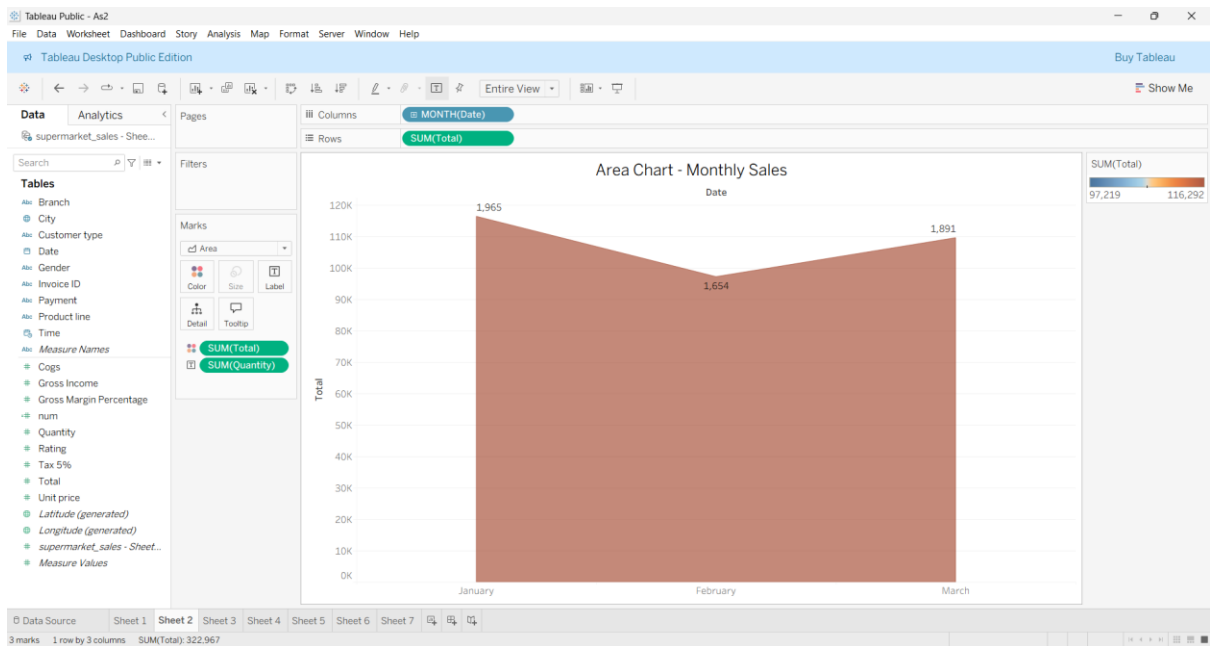 Tableau Public - As2
File Data Worksheet Dashboard Story Analysis Map Format Server Window Help
Tableau Desktop Public Edition
Buy Tableau
Entire View
Show Me
Data Analytics
supermarket_sales - Shee...
Search
Tables
Abc Branch
City
Abc Customer type
Date
Abc Gender
Abc Invoice ID
Abc Payment
Abc Product line
Time
Abc Measure Names
# Cogs
# Gross Income
# Gross Margin Percentage
=# num
# Quantity
# Rating
# Tax 5%
# Total
# Unit price
Latitude (generated)
Longitude (generated)
# supermarket_sales - Sheet...
# Measure Values
Pages
Filters
Marks
Area
Color Size Label
Detail Tooltip
SUM(Total)
SUM(Quantity)
Columns
MONTH(Date)
Rows
SUM(Total)
Area Chart - Monthly Sales
Date
120K
110K
100K
90K
80K
70K
60K
50K
40K
30K
20K
10K
0K
Total
1,965
1,654
1,891
January February March
SUM(Total)
97,219 116,292
Data Source Sheet 1 Sheet 2 Sheet 3 Sheet 4 Sheet 5 Sheet 6 Sheet 7
3 marks 1 row by 3 columns SUM(Total): 322,967